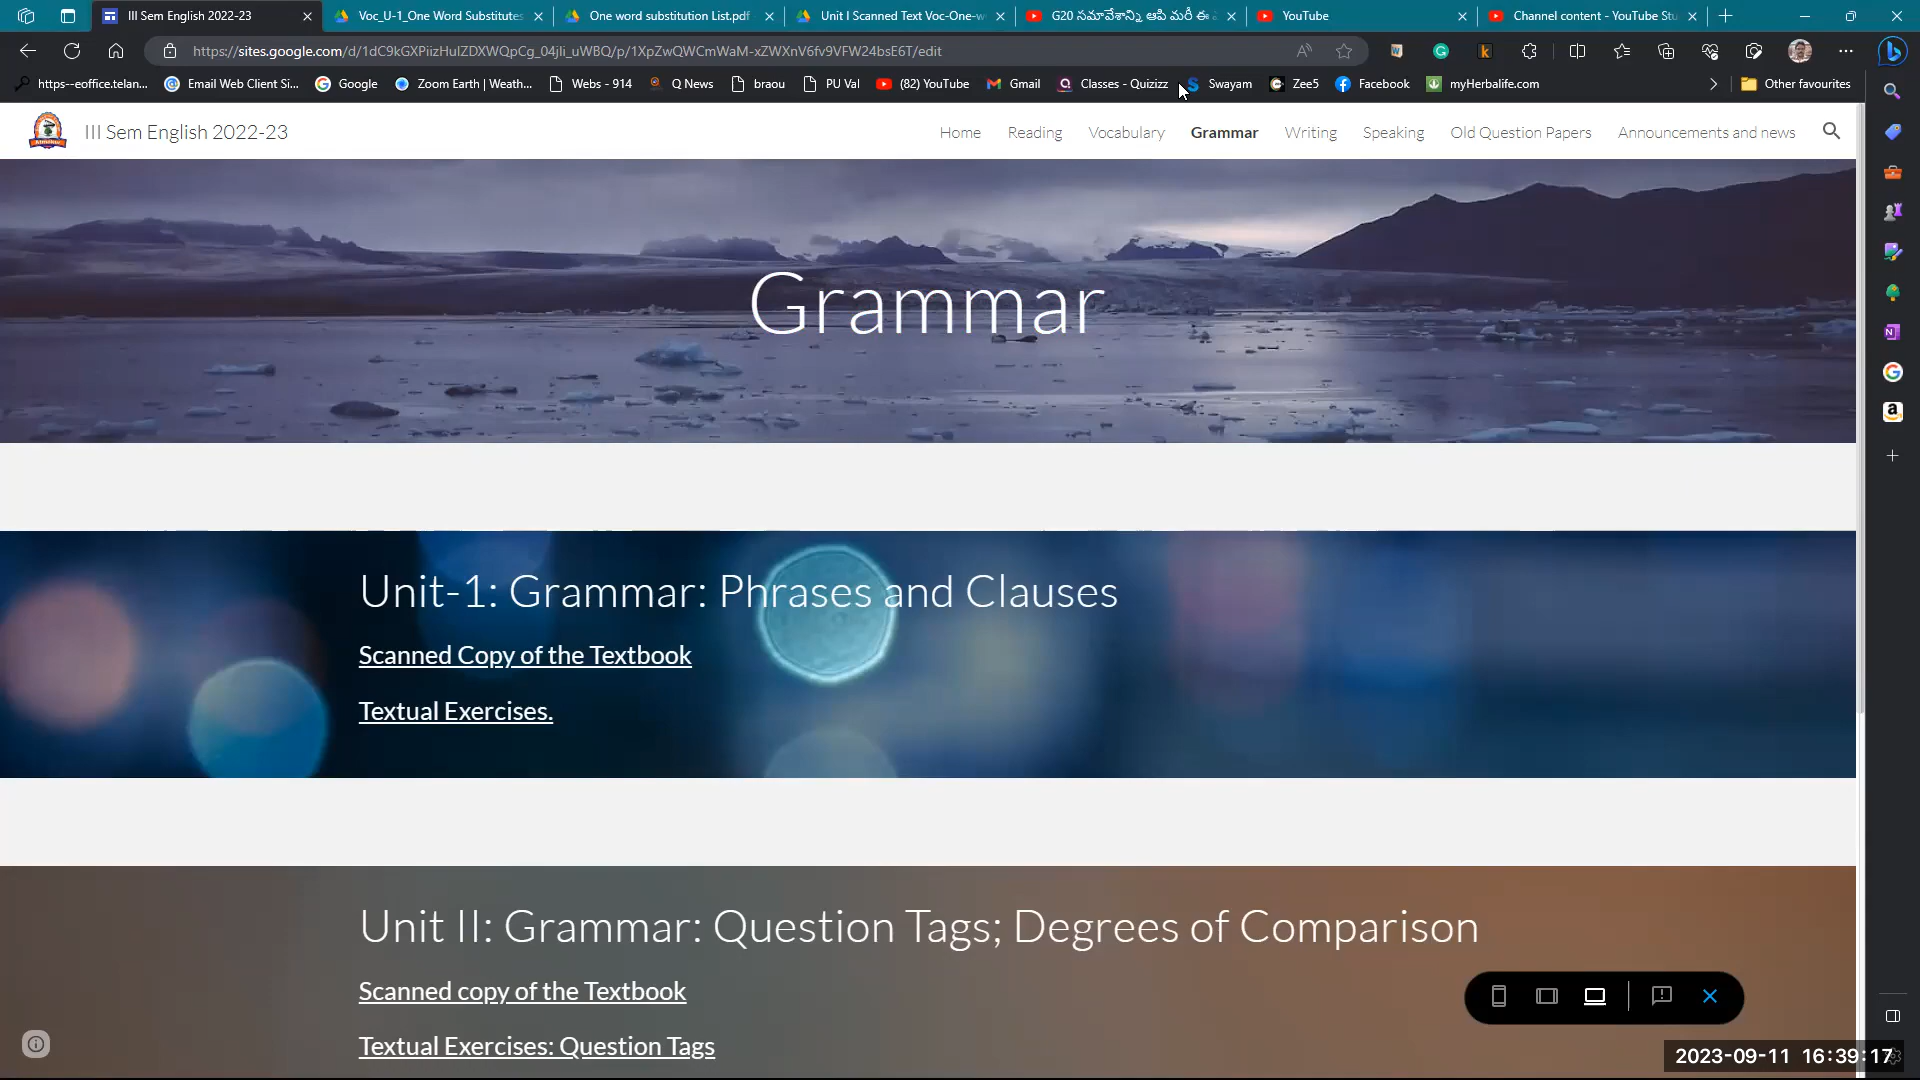 III Sem English 2022-23
Voc_U-1_One Word Substitutes
One word substitution List.pdf
Unit I Scanned Text Voc-One-w
G20 సమావేశాన్ని ఆపి మరీ ఈ
YouTube
Channel content - YouTube Stu
https://sites.google.com/d/1dC9kGXPiizHulZDXWQpCg_04jli_uWBQ/p/1XpZwQWCmWaM-xZWXnV6fv9VFW24bsE6T/edit
https--eoffice.telan...
Email Web Client Si...
Google
Zoom Earth | Weath...
Webs - 914
Q News
braou
PU Val
(82) YouTube
Gmail
Classes - Quizizz
Swayam
Zee5
Facebook
myHerbalife.com
Other favourites
III Sem English 2022-23
Home
Reading
Vocabulary
Grammar
Writing
Speaking
Old Question Papers
Announcements and news
Grammar
Unit-1: Grammar: Phrases and Clauses
Scanned Copy of the Textbook
Textual Exercises.
Unit II: Grammar: Question Tags; Degrees of Comparison
Scanned copy of the Textbook
Textual Exercises: Question Tags
2023-09-11 16:39:17